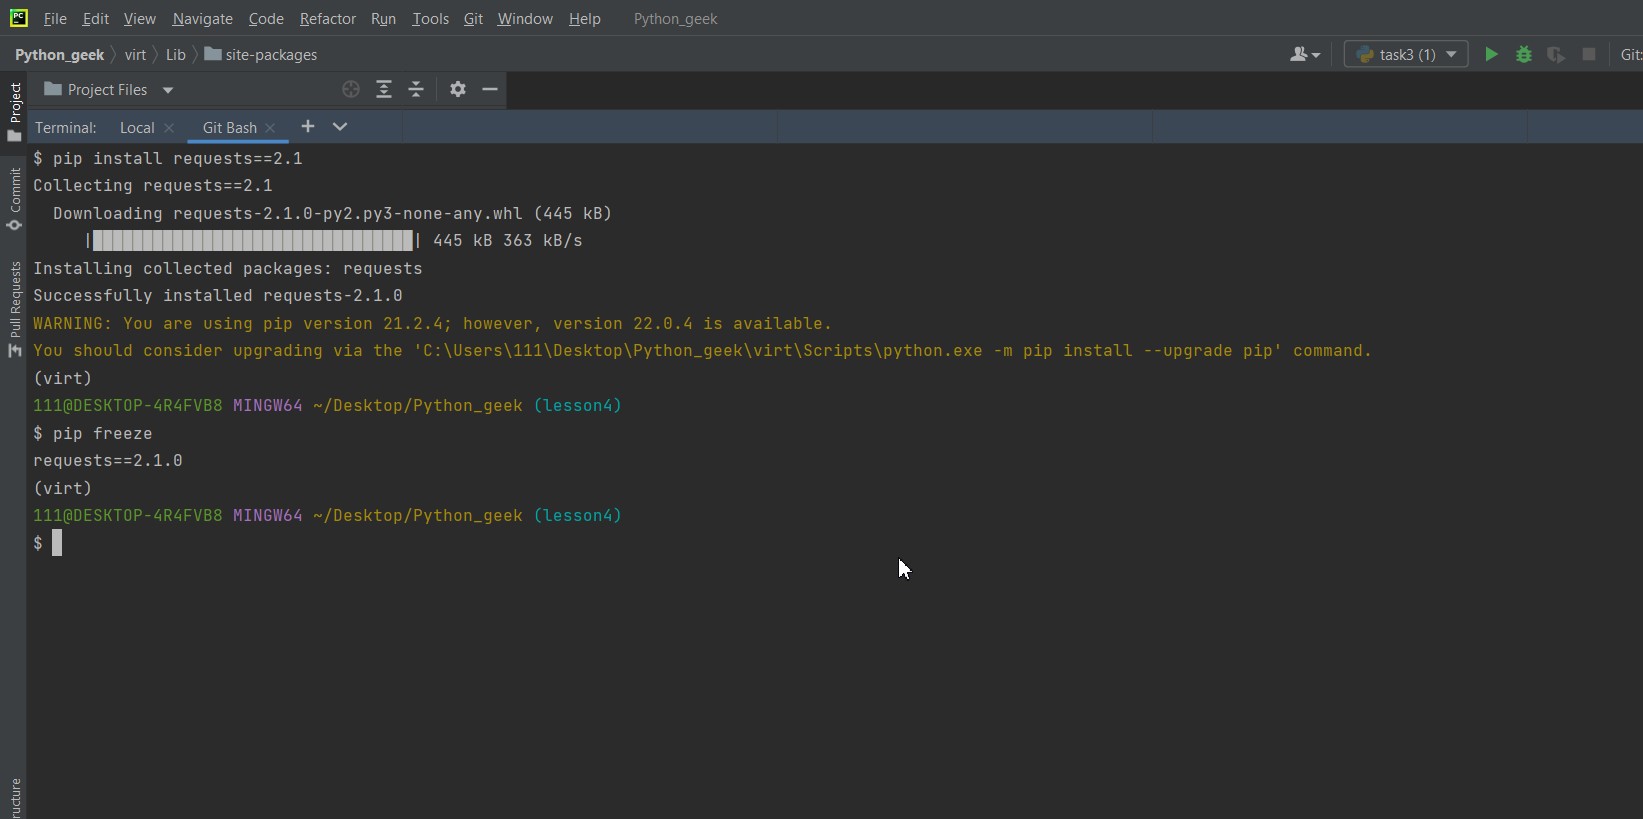 PC
File Edit View Navigate Code Refactor Run Tools Git Window Help Python_geek
Python_geek virt Lib site-packages task3 (1) Git:
Project Files
Project
Commit
Pull Requests
ructure
Terminal: Local Git Bash
$ pip install requests==2.1
Collecting requests==2.1
Downloading requests-2.1.0-py2.py3-none-any.whl (445 kB)
| | 445 kB 363 kB/s
Installing collected packages: requests
Successfully installed requests-2.1.0
WARNING: You are using pip version 21.2.4; however, version 22.0.4 is available.
You should consider upgrading via the 'C:\Users\111\Desktop\Python_geek\virt\Scripts\python.exe -m pip install --upgrade pip' command.
(virt)
111@DESKTOP-4R4FVB8 MINGW64 ~/Desktop/Python_geek (lesson4)
$ pip freeze
requests==2.1.0
(virt)
111@DESKTOP-4R4FVB8 MINGW64 ~/Desktop/Python_geek (lesson4)
$